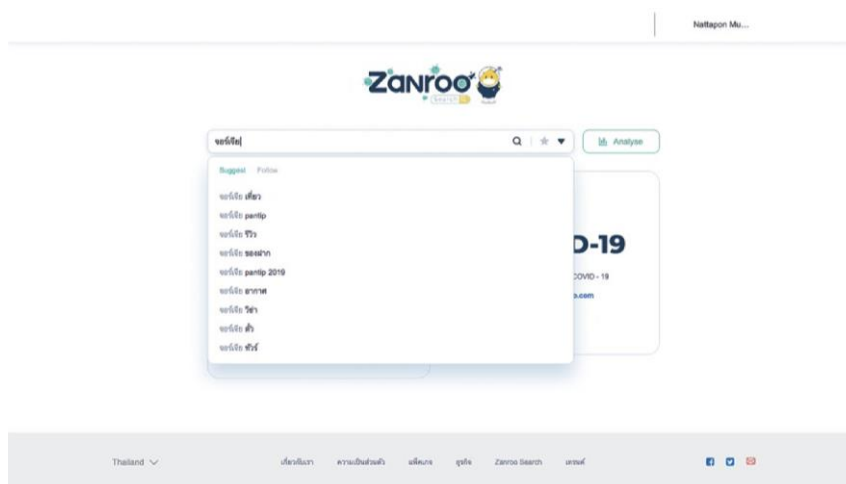 Nattapon Mu...
Zanroo
Search
จอร์เจีย
Analyse
Suggest Follow
จอร์เจีย เที่ยว
จอร์เจีย pantip
จอร์เจีย รีวิว
จอร์เจีย ของฝาก
จอร์เจีย pantip 2019
จอร์เจีย อากาศ
จอร์เจีย วีซ่า
จอร์เจีย ตั๋ว
จอร์เจีย ทัวร์
D-19
COVID - 19
o.com
Thailand
เกี่ยวกับเรา ความเป็นส่วนตัว แพ็คเกจ ธุรกิจ Zanroo Search เทรนด์